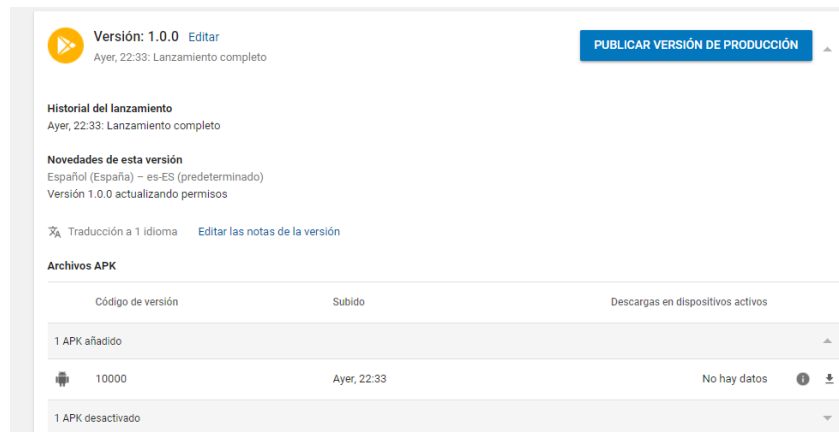 Versión: 1.0.0 Editar
Ayer, 22:33: Lanzamiento completo
PUBLICAR VERSIÓN DE PRODUCCIÓN
Historial del lanzamiento
Ayer, 22:33: Lanzamiento completo
Novedades de esta versión
Español (España) – es-ES (predeterminado)
Versión 1.0.0 actualizando permisos
Traducción a 1 idioma Editar las notas de la versión
Archivos APK
Código de versión Subido Descargas en dispositivos activos
1 APK añadido
10000 Ayer, 22:33 No hay datos
1 APK desactivado